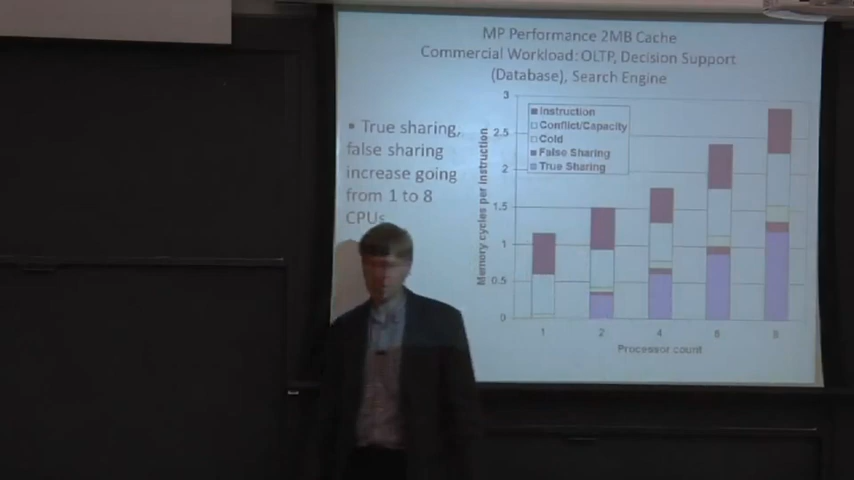 MP Performance 2MB Cache
Commercial Workload: OLTP, Decision Support
(Database), Search Engine
• True sharing,
false sharing
increase going
from 1 to 8
CPUs
Memory cycles per instruction
3
2.5
2
1.5
1
0.5
0
Instruction
Conflict/Capacity
Cold
False Sharing
True Sharing
1 2 4 6 8
Processor count